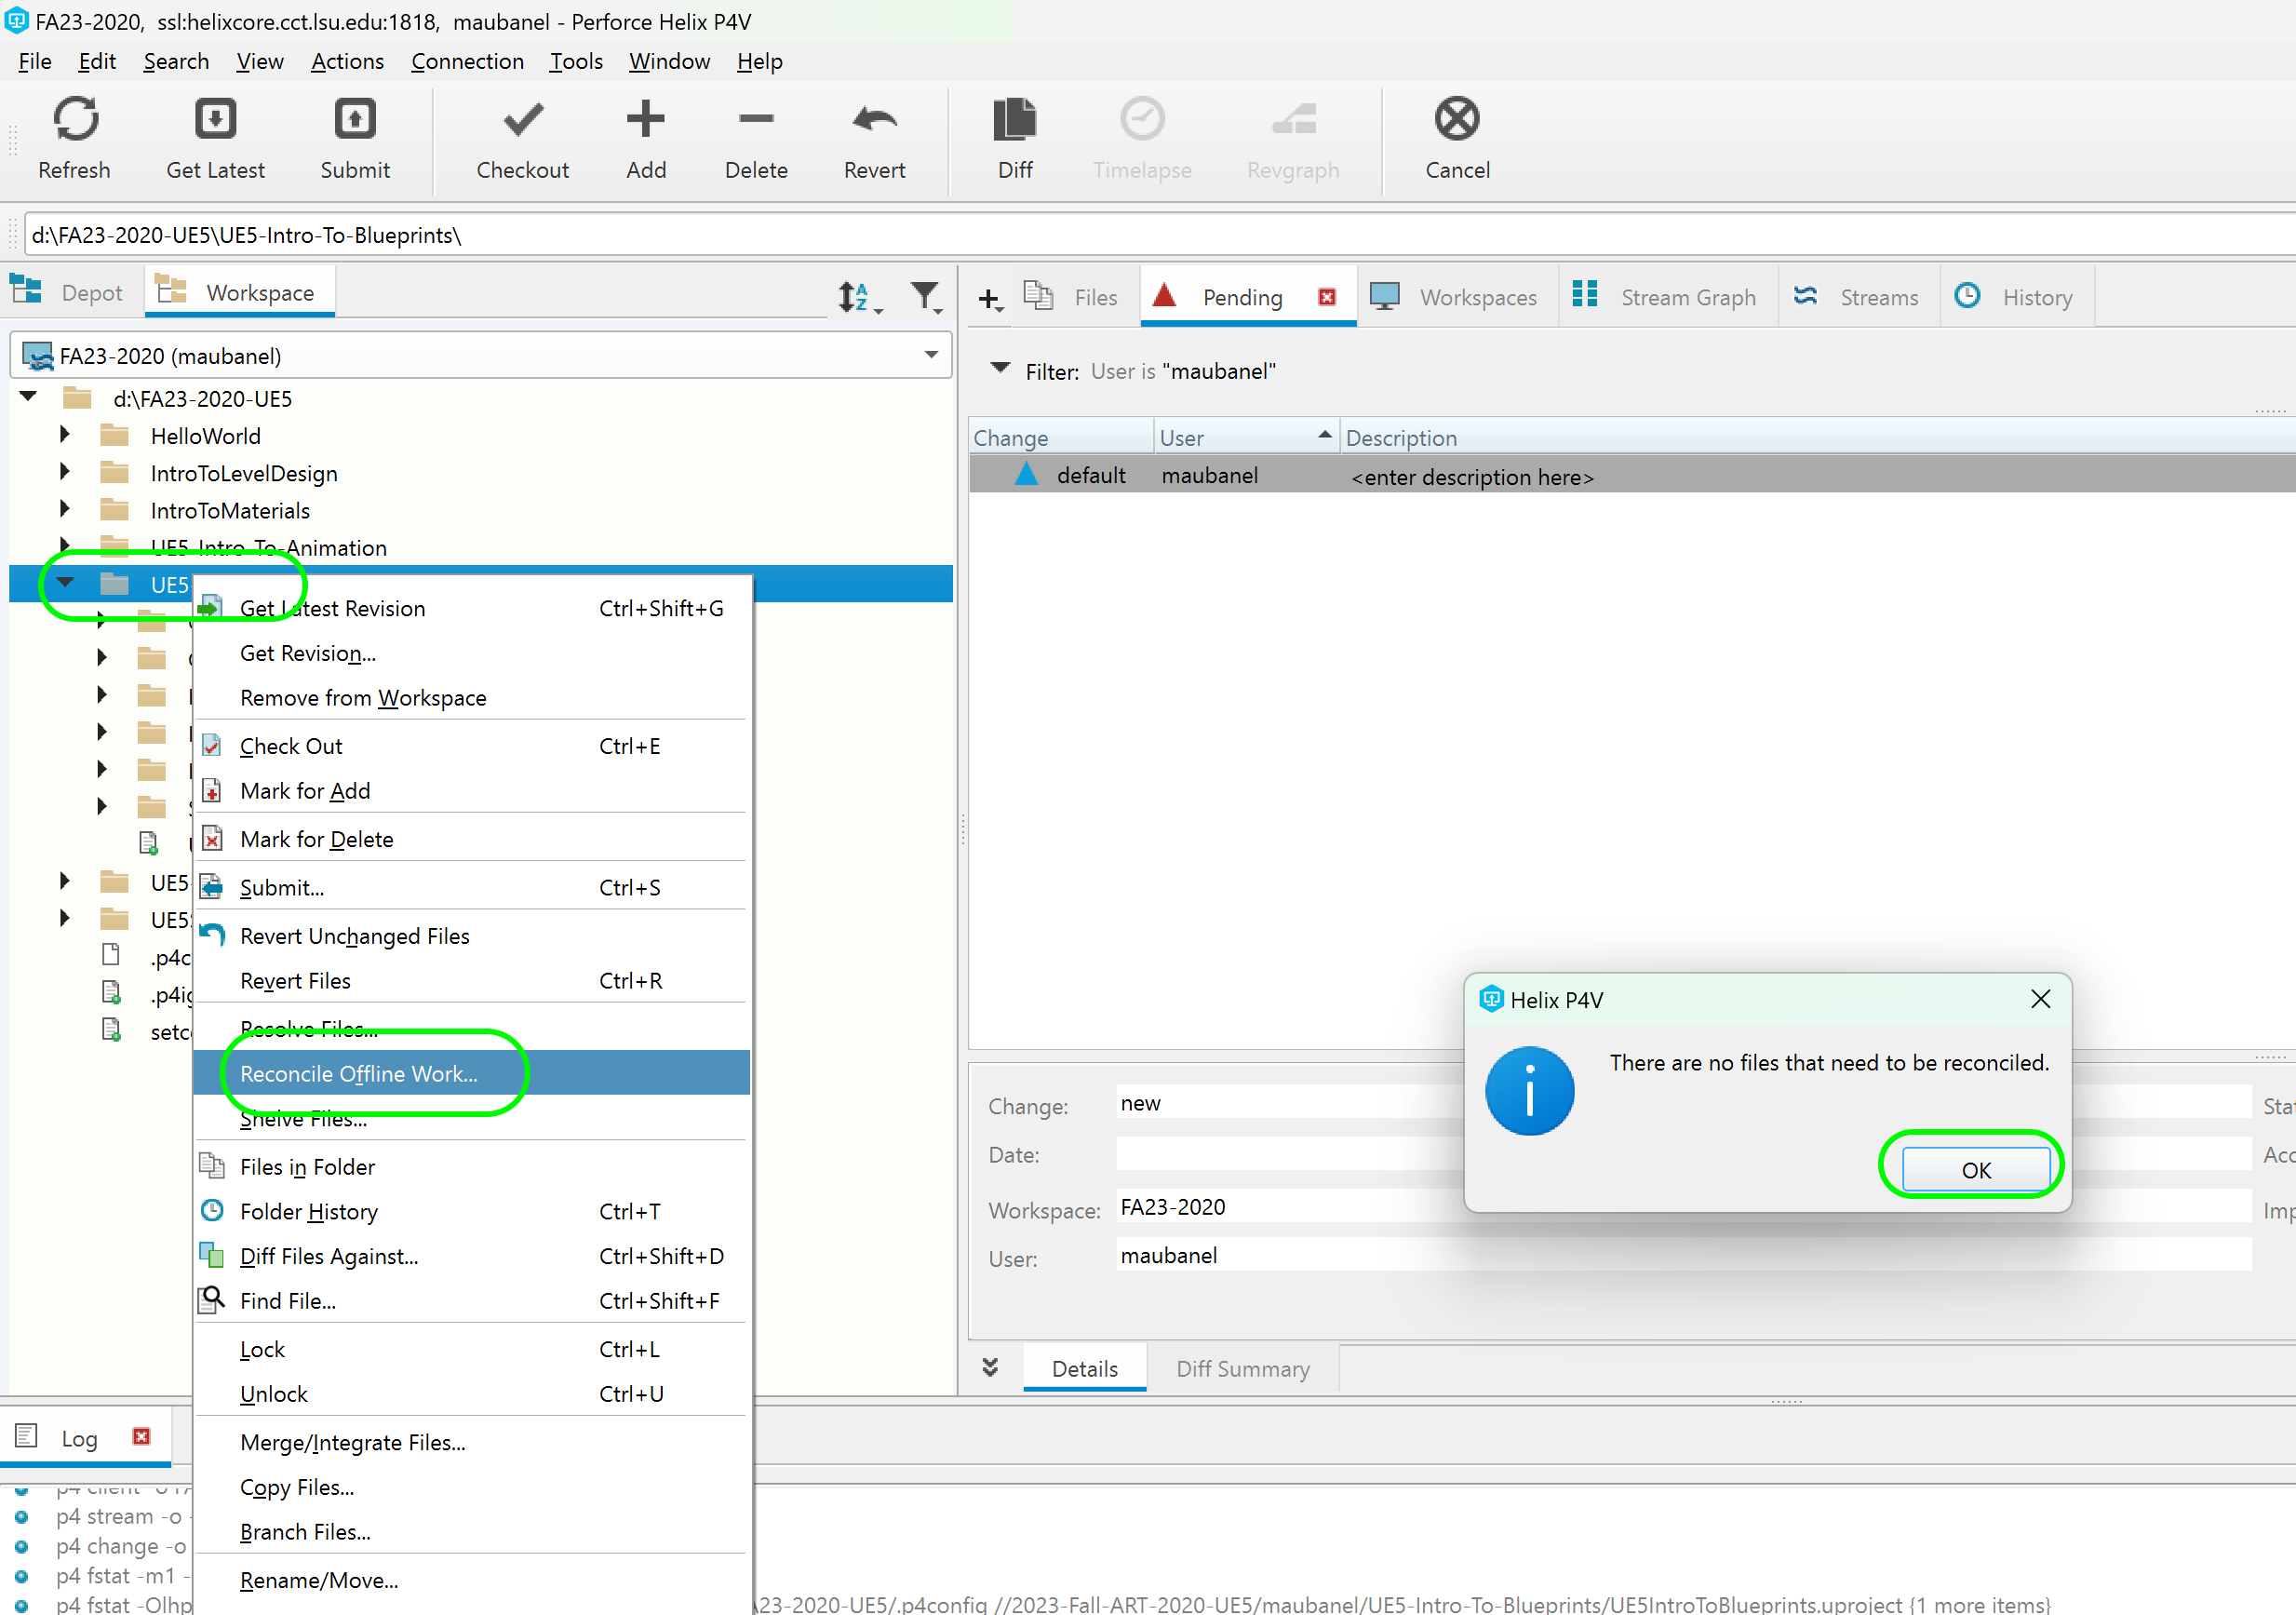 FA23-2020, ssl:helixcore.cct.lsu.edu:1818, maubanel - Perforce Helix P4V
File Edit Search View Actions Connection Tools Window Help
Refresh Get Latest Submit Checkout Add Delete Revert Diff Timelapse Revgraph Cancel
d:\FA23-2020-UE5\UE5-Intro-To-Blueprints\
Depot Workspace
FA23-2020 (maubanel)
d:\FA23-2020-UE5
HelloWorld
IntroToLevelDesign
IntroToMaterials
UE5-Intro-To-Animation
UE5-
UE5-
UE5
.p4c
.p4ig
setc
Get Latest Revision Ctrl+Shift+G
Get Revision...
Remove from Workspace
Check Out Ctrl+E
Mark for Add
Mark for Delete
Submit... Ctrl+S
Revert Unchanged Files
Revert Files Ctrl+R
Resolve Files...
Reconcile Offline Work...
Shelve Files...
Files in Folder
Folder History Ctrl+T
Diff Files Against... Ctrl+Shift+D
Find File... Ctrl+Shift+F
Lock Ctrl+L
Unlock Ctrl+U
Merge/Integrate Files...
Copy Files...
Branch Files...
Rename/Move...
Files Pending Workspaces Stream Graph Streams History
Filter: User is "maubanel"
Change User Description
default maubanel <enter description here>
Helix P4V
There are no files that need to be reconciled.
OK
Change: new
Date:
Workspace: FA23-2020
User: maubanel
Stat
Acc
Imp
Details Diff Summary
Log
p4 client -o
p4 stream -o -
p4 change -o
p4 fstat -m1 -
p4 fstat -Olhp A23-2020-UE5/.p4config //2023-Fall-ART-2020-UE5/maubanel/UE5-Intro-To-Blueprints/UE5IntroToBlueprints.uproject {1 more items}